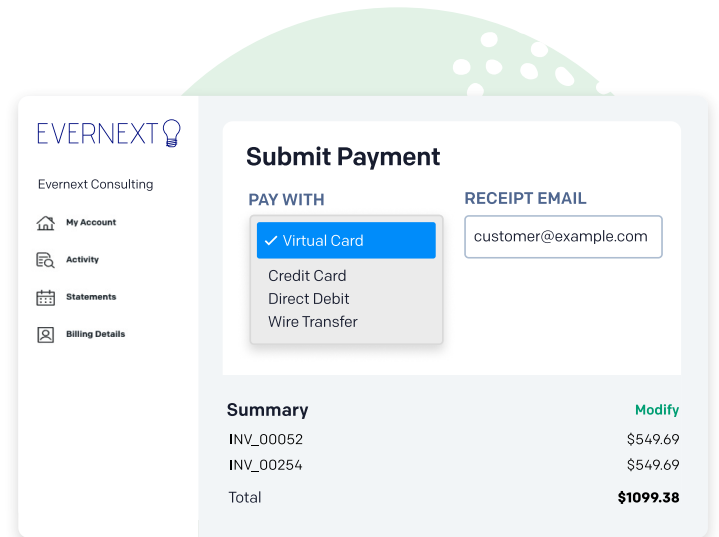 EVERNEXT
Evernext Consulting
My Account
Activity
Statements
Billing Details
Submit Payment
PAY WITH
✓ Virtual Card
Credit Card
Direct Debit
Wire Transfer
RECEIPT EMAIL
customer@example.com
Summary Modify
INV_00052 $549.69
INV_00254 $549.69
Total $1099.38